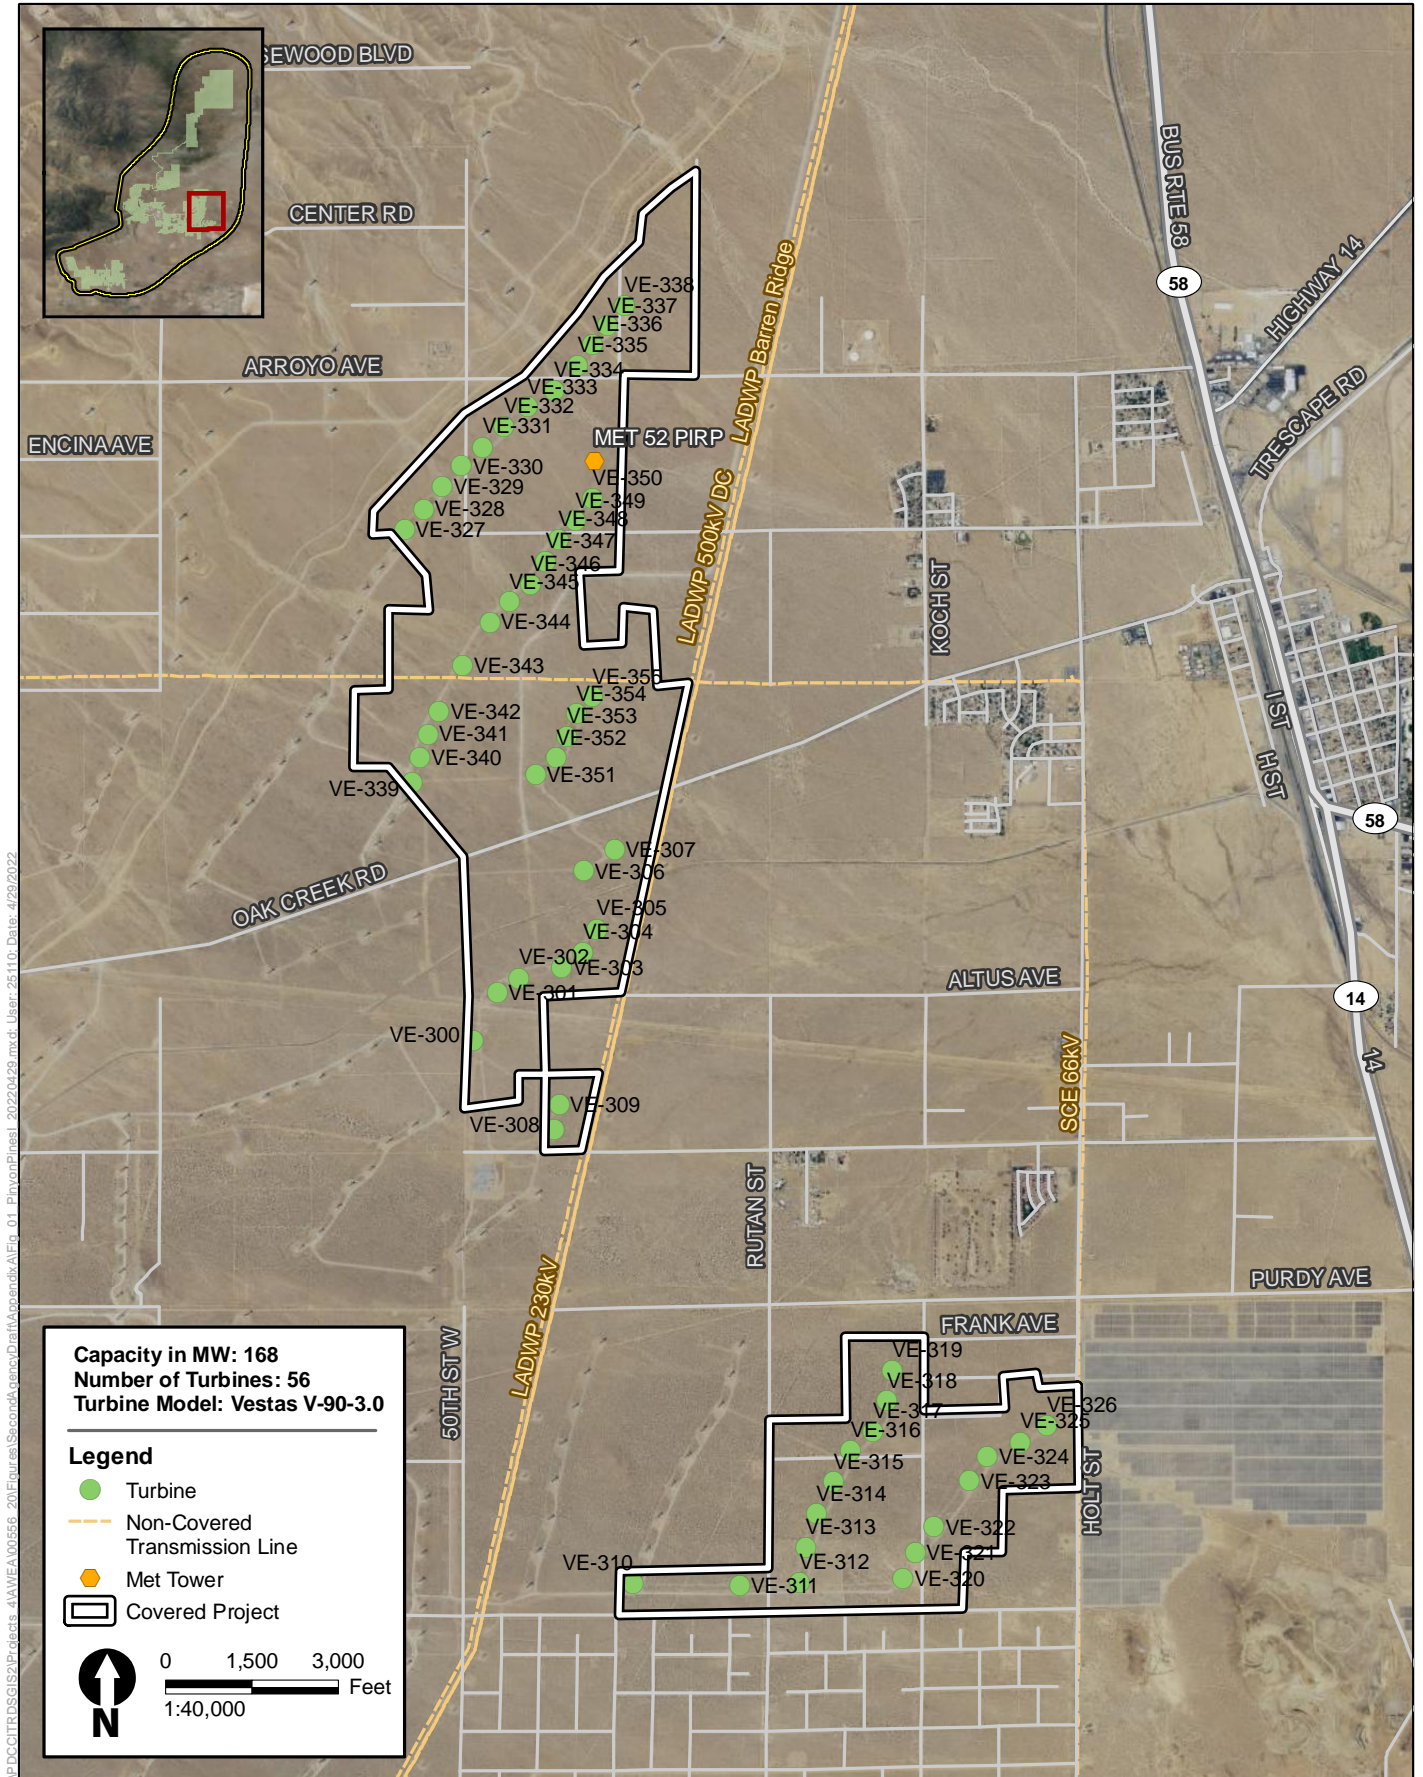 SEWOOD BLVD
CENTER RD
BUS RTE 58
58
HIGHWAY 14
LADWP Barren Ridge
VE-338
VE-337
VE-336
VE-335
VE-334
VE-333
VE-332
VE-331
ARROYO AVE
TRESCAPE RD
ENCINA AVE
MET 52 PIRP
VE-330
VE-329
VE-328
VE-327
VE-350
VE-349
VE-348
VE-347
VE-346
VE-345
VE-344
VE-343
LADWP 500kV DC
KOCH ST
VE-342
VE-341
VE-340
VE-339
VE-354
VE-353
VE-352
VE-351
I ST
H ST
58
VE-307
VE-306
OAK CREEK RD
VE-305
VE-304
VE-302
VE-303
VE-301
ALTUS AVE
14
VE-300
SCE 66kV
14
VE-309
VE-308
RUTAN ST
PURDY AVE
LADWP 230kV
FRANK AVE
50TH ST W
VE-319
VE-318
VE-317
VE-316
VE-315
VE-314
VE-313
VE-312
VE-311
VE-310
VE-326
VE-325
VE-324
VE-323
VE-322
VE-321
VE-320
HOLT ST
Capacity in MW: 168
Number of Turbines: 56
Turbine Model: Vestas V-90-3.0
Legend
Turbine
Non-Covered
Transmission Line
Met Tower
Covered Project
N
0 1,500 3,000
Feet
1:40,000